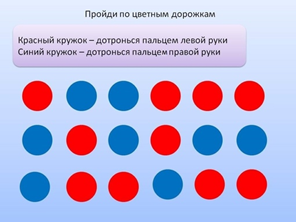 Пройди по цветным дорожкам
Красный кружок – дотронься пальцем левой руки
Синий кружок – дотронься пальцем правой руки